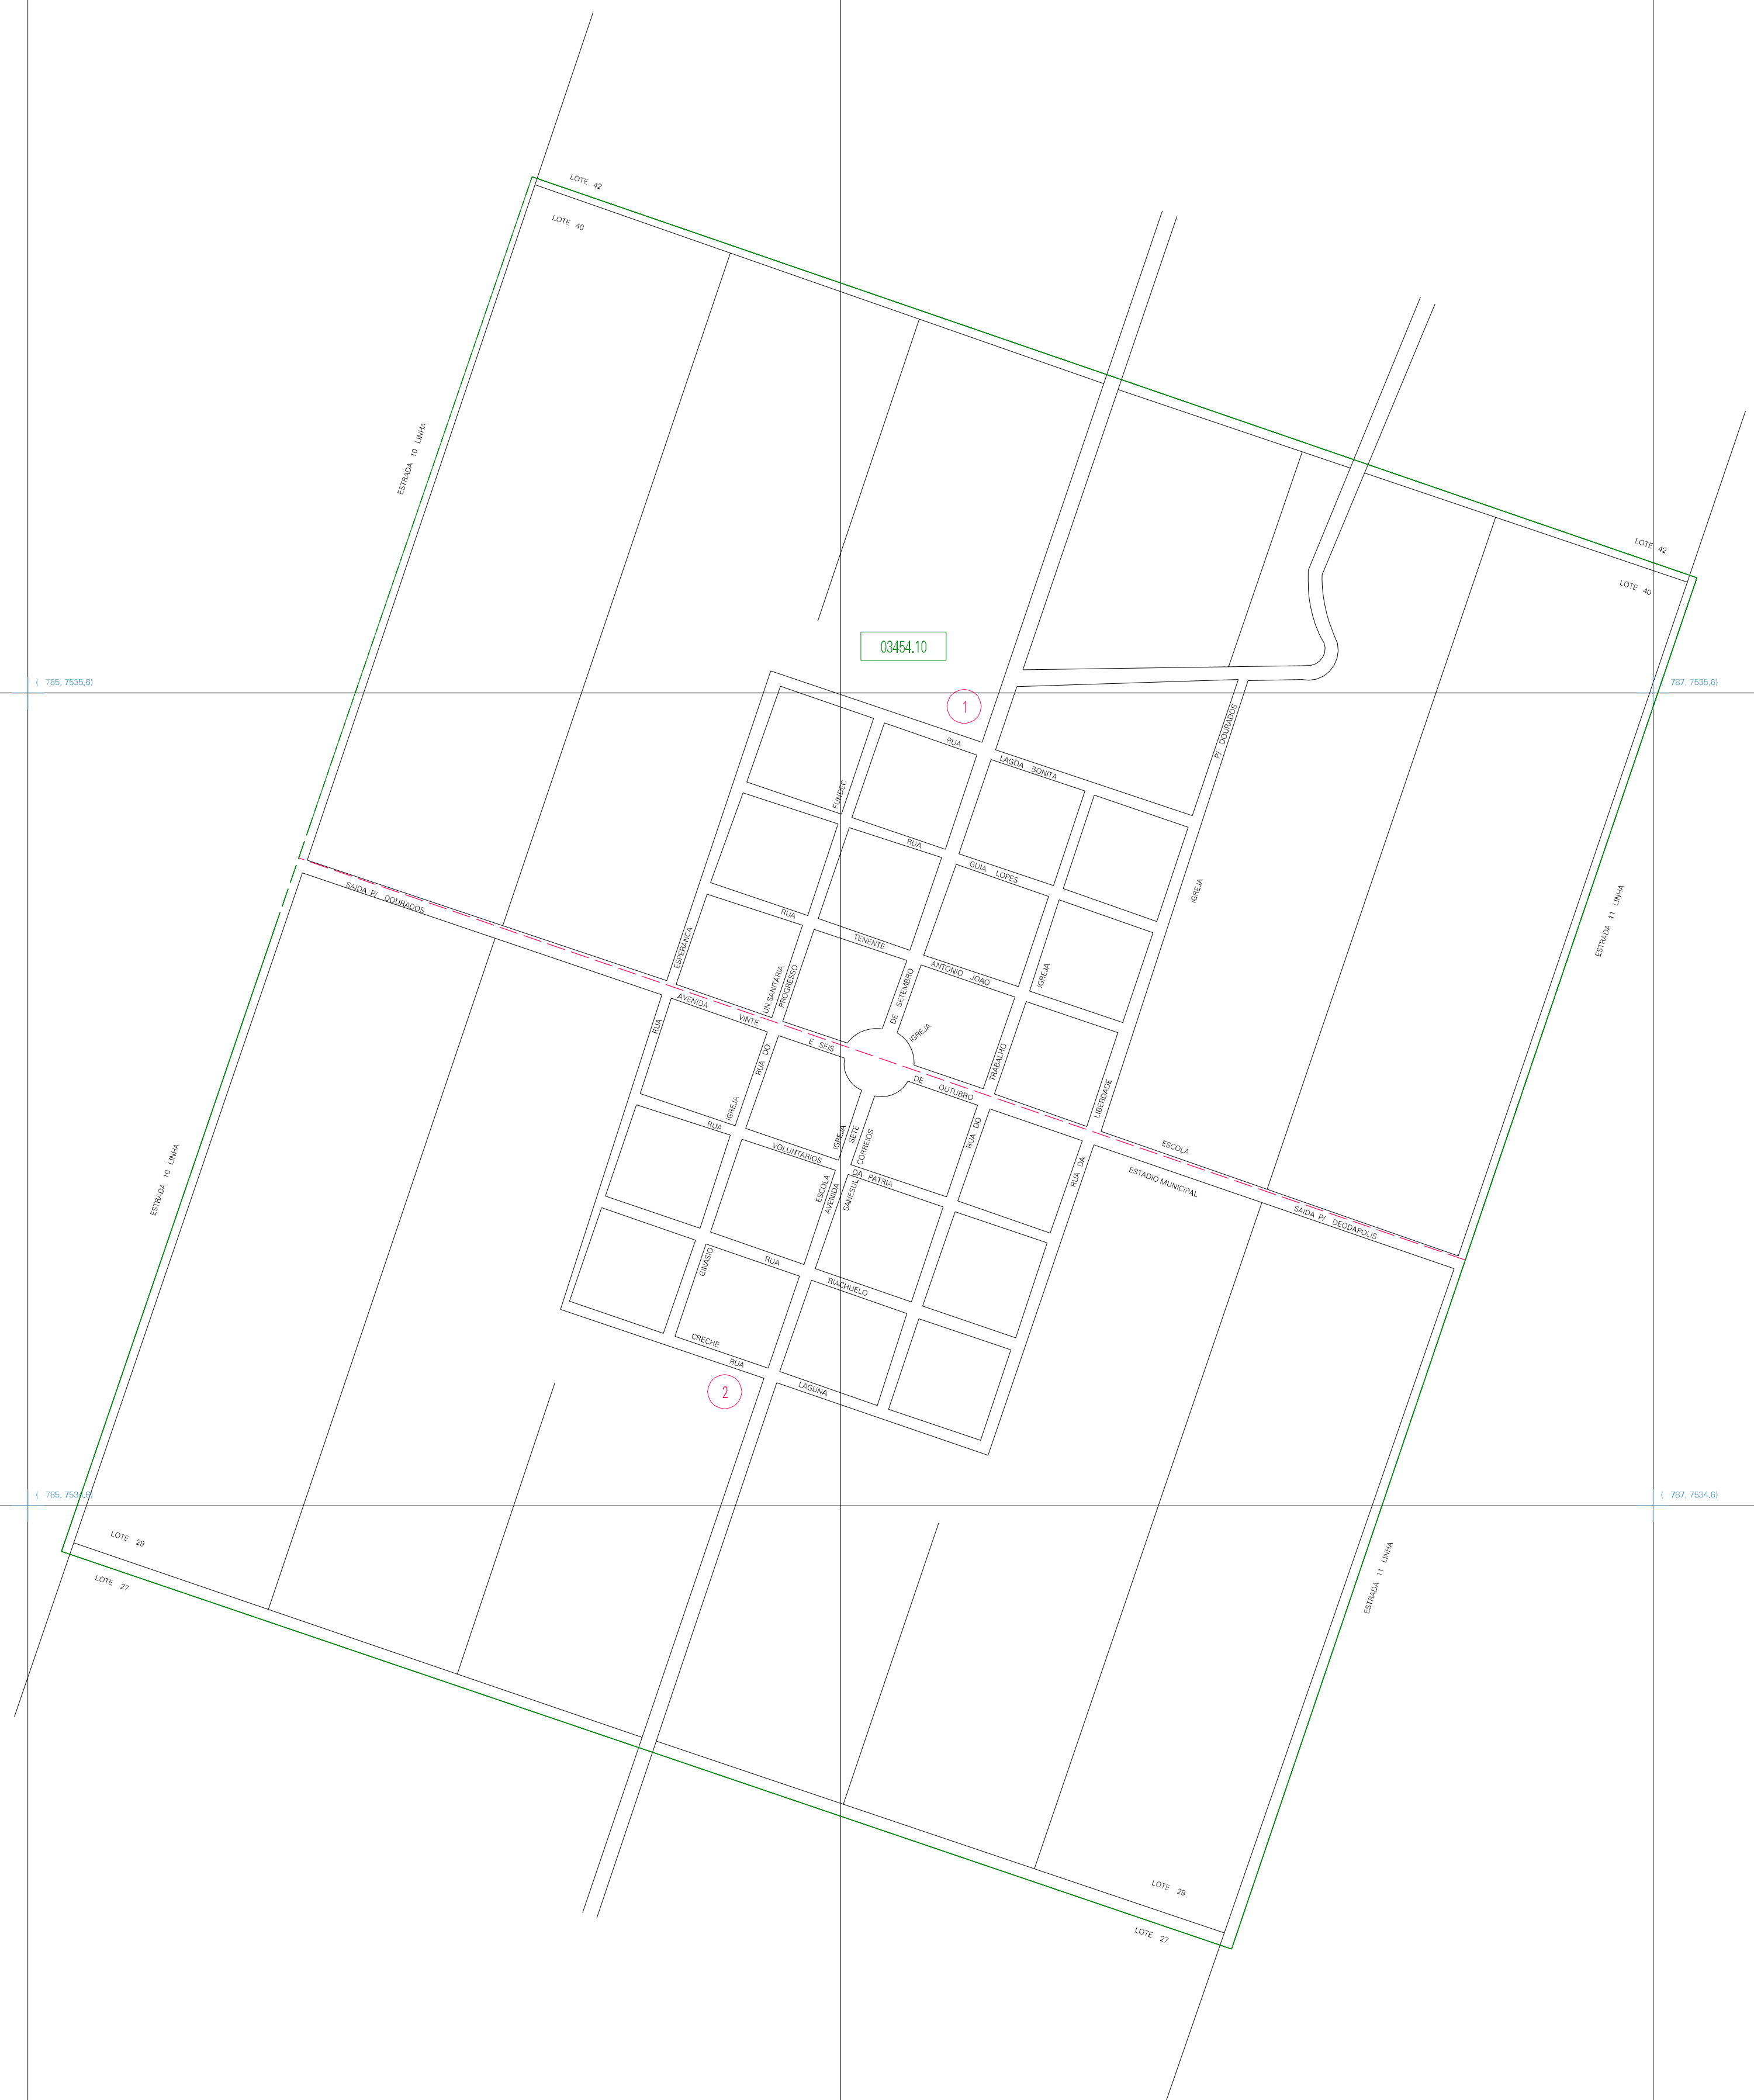 LOTE 42
LOTE 40
ESTRADA 10 LINHA
LOTE 42
LOTE 40
03454.10
( 785, 7535,6)
787, 7535,6)
1
P/ DOURADOS
RUA LAGOA BONITA
FUNDEC
RUA GUIA LOPES
IGREJA
SAIDA P/ DOURADOS
RUA TENENTE ANTONIO JOAO
ESTRADA 11 LINHA
RUA ESPERANCA
UN.SANITARIA
RUA DO PROGRESSO
AVENIDA SETE DE SETEMBRO
IGREJA
IGREJA
AVENIDA VINTE E SEIS DE OUTUBRO
RUA DO TRABALHO
RUA DA LIBERDADE
IGREJA
IGREJA
CORREIOS
ESCOLA
ESTADIO MUNICIPAL
SAIDA P/ DEODAPOLIS
RUA VOLUNTARIOS DA PATRIA
ESCOLA
SANESUL
ESTRADA 10 LINHA
GINASIO
RUA RIACHUELO
CRECHE
RUA LAGUNA
2
( 785, 7534,6)
( 787, 7534,6)
LOTE 29
LOTE 27
ESTRADA 11 LINHA
LOTE 29
LOTE 27